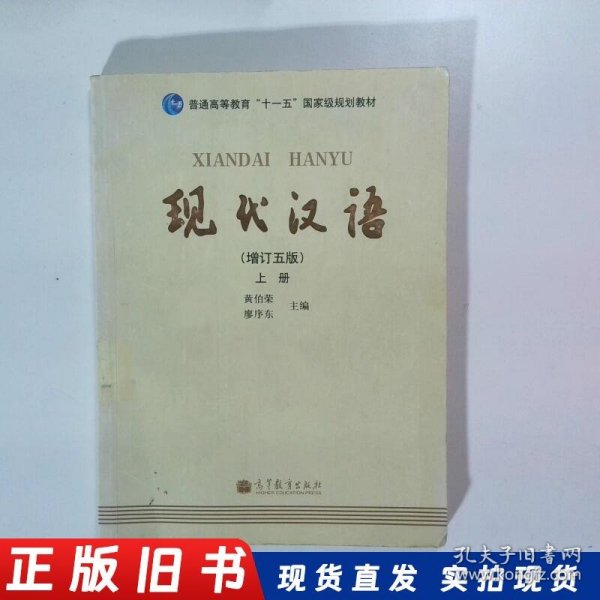 普通高等教育“十一五”国家级规划教材
XIANDAI HANYU
现代汉语
(增订五版)
上 册
黄伯荣
廖序东 主编
高等教育出版社
HIGHER EDUCATION PRESS
孔夫子旧书网
www.kongfz.com
正版旧书 现货直发 实拍现货